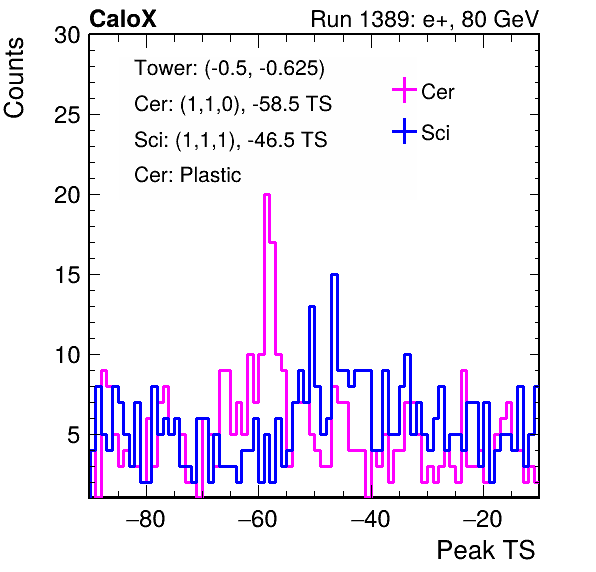 CaloX Run 1389: e+, 80 GeV
Counts
30
25
20
15
10
5
Tower: (-0.5, -0.625)
Cer: (1,1,0), -58.5 TS
Sci: (1,1,1), -46.5 TS
Cer: Plastic
Cer
Sci
−80 −60 −40 −20
Peak TS